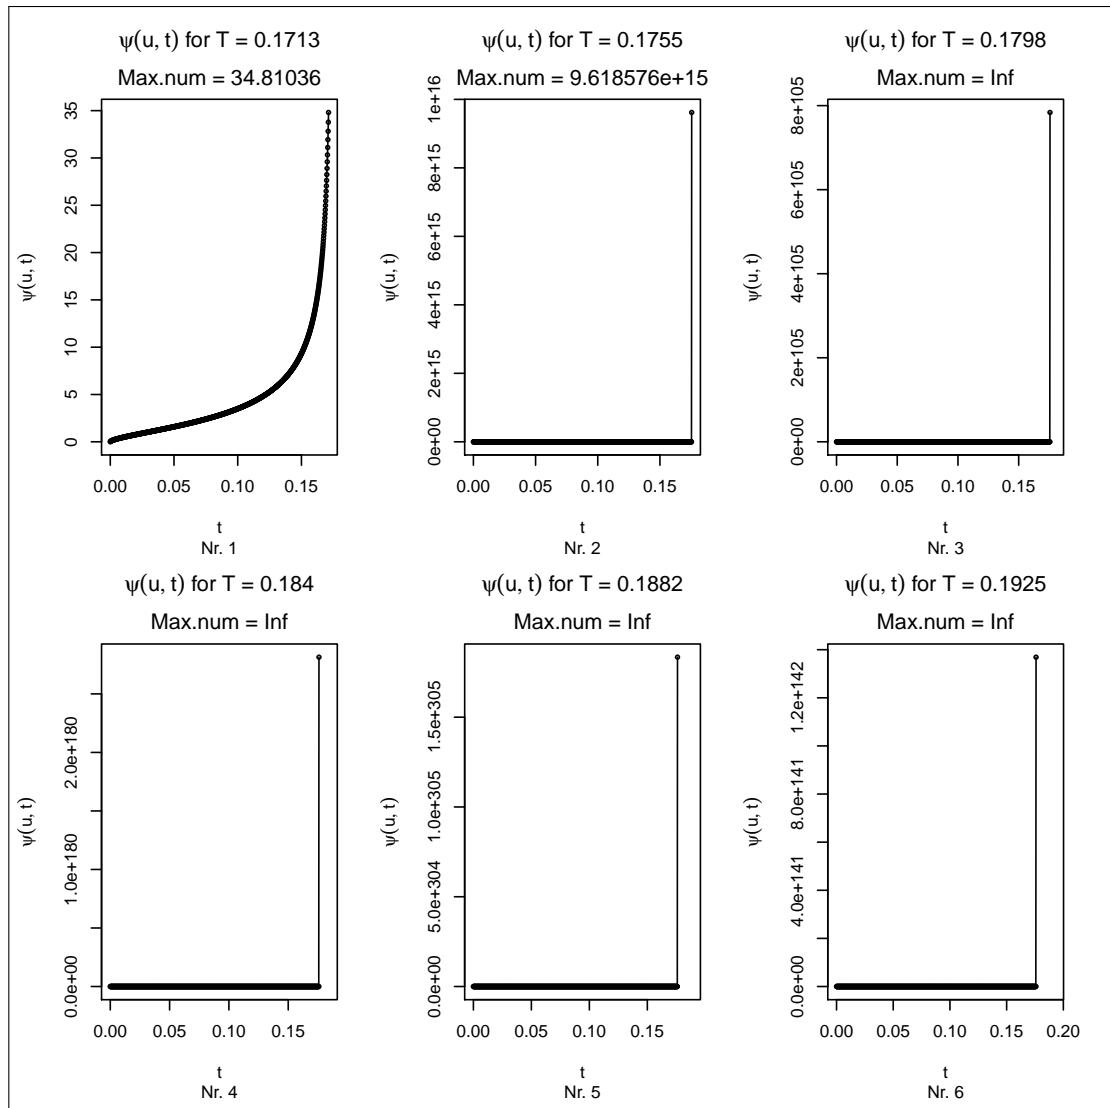 ψ(u, t) for T = 0.1713
Max.num = 34.81036
35
30
25
20
15
10
5
0
ψ(u, t)
0.00 0.05 0.10 0.15
t
Nr. 1
ψ(u, t) for T = 0.1755
Max.num = 9.618576e+15
1e+16
8e+15
6e+15
4e+15
2e+15
0e+00
ψ(u, t)
0.00 0.05 0.10 0.15
t
Nr. 2
ψ(u, t) for T = 0.1798
Max.num = Inf
8e+105
6e+105
4e+105
2e+105
0e+00
ψ(u, t)
0.00 0.05 0.10 0.15
t
Nr. 3
ψ(u, t) for T = 0.184
Max.num = Inf
2.0e+180
1.0e+180
0.0e+00
ψ(u, t)
0.00 0.05 0.10 0.15
t
Nr. 4
ψ(u, t) for T = 0.1882
Max.num = Inf
1.5e+305
1.0e+305
5.0e+304
0.0e+00
ψ(u, t)
0.00 0.05 0.10 0.15
t
Nr. 5
ψ(u, t) for T = 0.1925
Max.num = Inf
1.2e+142
8.0e+141
4.0e+141
0.0e+00
ψ(u, t)
0.00 0.05 0.10 0.15 0.20
t
Nr. 6